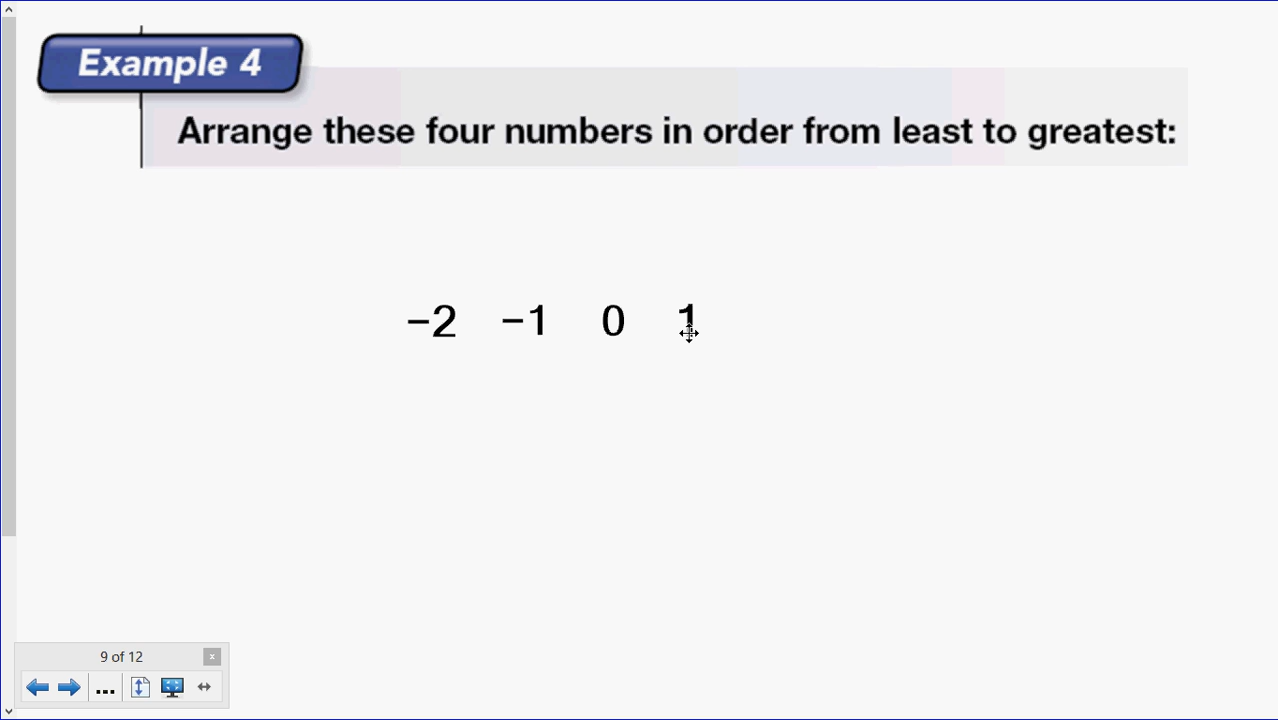 Example 4
Arrange these four numbers in order from least to greatest:
−2 −1 0 1
9 of 12